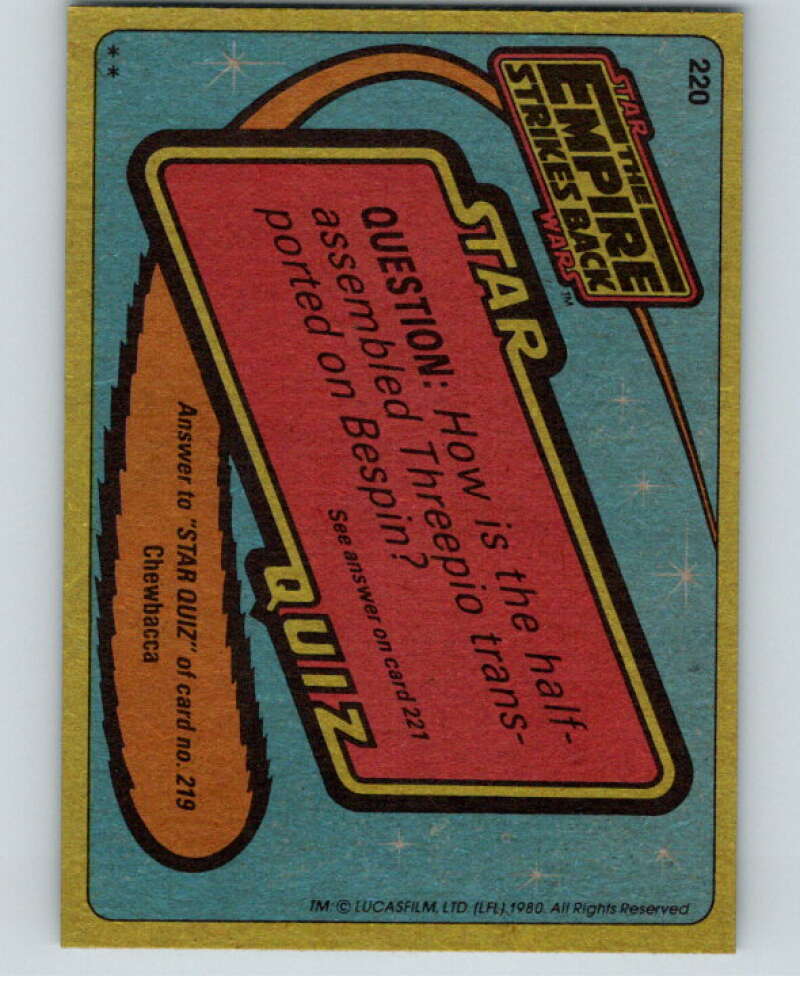 220
STAR
THE
EMPIRE
STRIKES BACK
WARS™
STAR
QUESTION: How is the half-
assembled Threepio trans-
ported on Bespin?
See answer on card 221
QUIZ
Answer to "STAR QUIZ" of card no. 219
Chewbacca
**
TM: © LUCASFILM, LTD. (LFL) 1980. All Rights Reserved